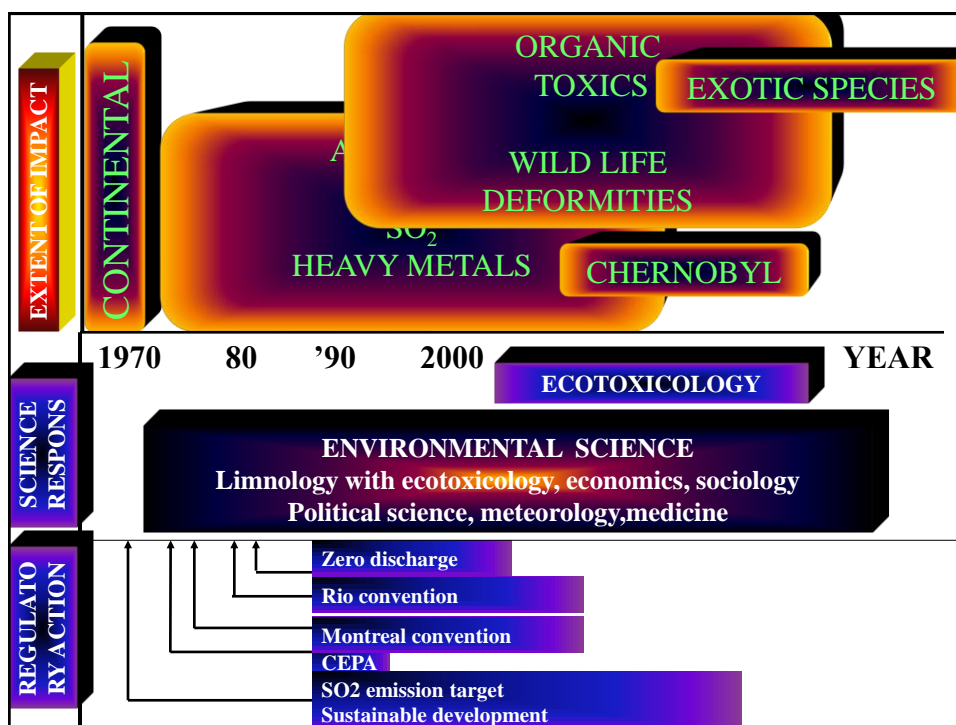 EXTENT OF IMPACT
CONTINENTAL
ORGANIC
TOXICS
EXOTIC SPECIES
WILD LIFE
DEFORMITIES
SO2
HEAVY METALS
CHERNOBYL
1970 80 ’90 2000 YEAR
SCIENCE
RESPONS
ECOTOXICOLOGY
ENVIRONMENTAL SCIENCE
Limnology with ecotoxicology, economics, sociology
Political science, meteorology,medicine
REGULATO
RY ACTION
Zero discharge
Rio convention
Montreal convention
CEPA
SO2 emission target
Sustainable development